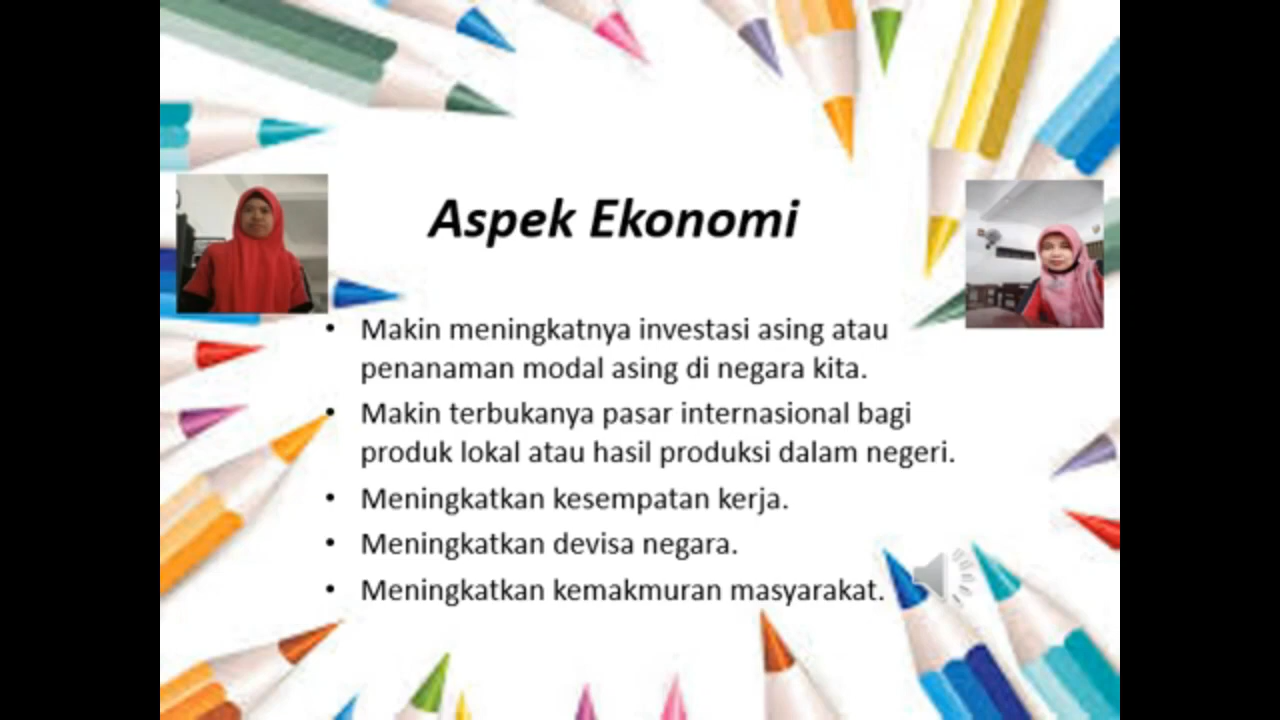 Aspek Ekonomi
• Makin meningkatnya investasi asing atau
penanaman modal asing di negara kita.
• Makin terbukanya pasar internasional bagi
produk lokal atau hasil produksi dalam negeri.
• Meningkatkan kesempatan kerja.
• Meningkatkan devisa negara.
• Meningkatkan kemakmuran masyarakat.